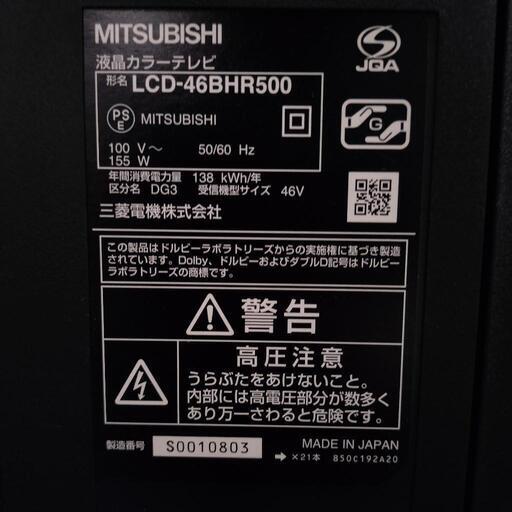 MITSUBISHI
液晶カラーテレビ
JQA
形名 LCD-46BHR500
PS E MITSUBISHI
G
100 V～ 50/60 Hz
155 W
年間消費電力量 138 kWh/年
区分名 DG3 受信機型サイズ 46V
三菱電機株式会社
この製品はドルビーラボラトリーズからの実施権に基づき製造
されています。Dolby、ドルビーおよびダブルD記号はドルビー
ラボラトリーズの商標です。
警告
高圧注意
うらぶたをあけないこと。
内部には高電圧部分が数多く
あり万一さわると危険です。
製造番号 S0010803 MADE IN JAPAN
→ ×21本 850C192A20